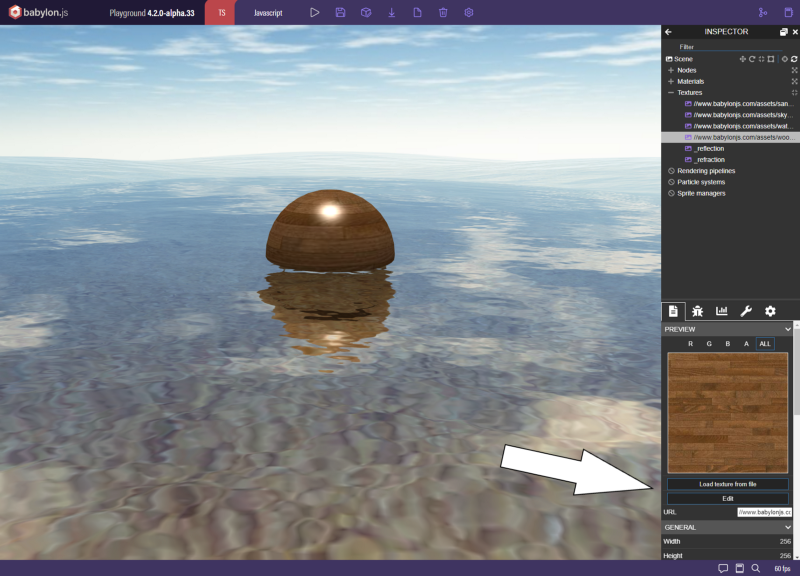 babylon.js
Playground 4.2.0-alpha.33
TS
Javascript
INSPECTOR
Filter
Scene
Nodes
Materials
Textures
//www.babylonjs.com/assets/san...
//www.babylonjs.com/assets/sky...
//www.babylonjs.com/assets/wat...
//www.babylonjs.com/assets/woo...
_reflection
_refraction
Rendering pipelines
Particle systems
Sprite managers
PREVIEW
R G B A ALL
Load texture from file
Edit
URL //www.babylonjs.cc
GENERAL
Width 256
Height 256
60 fps